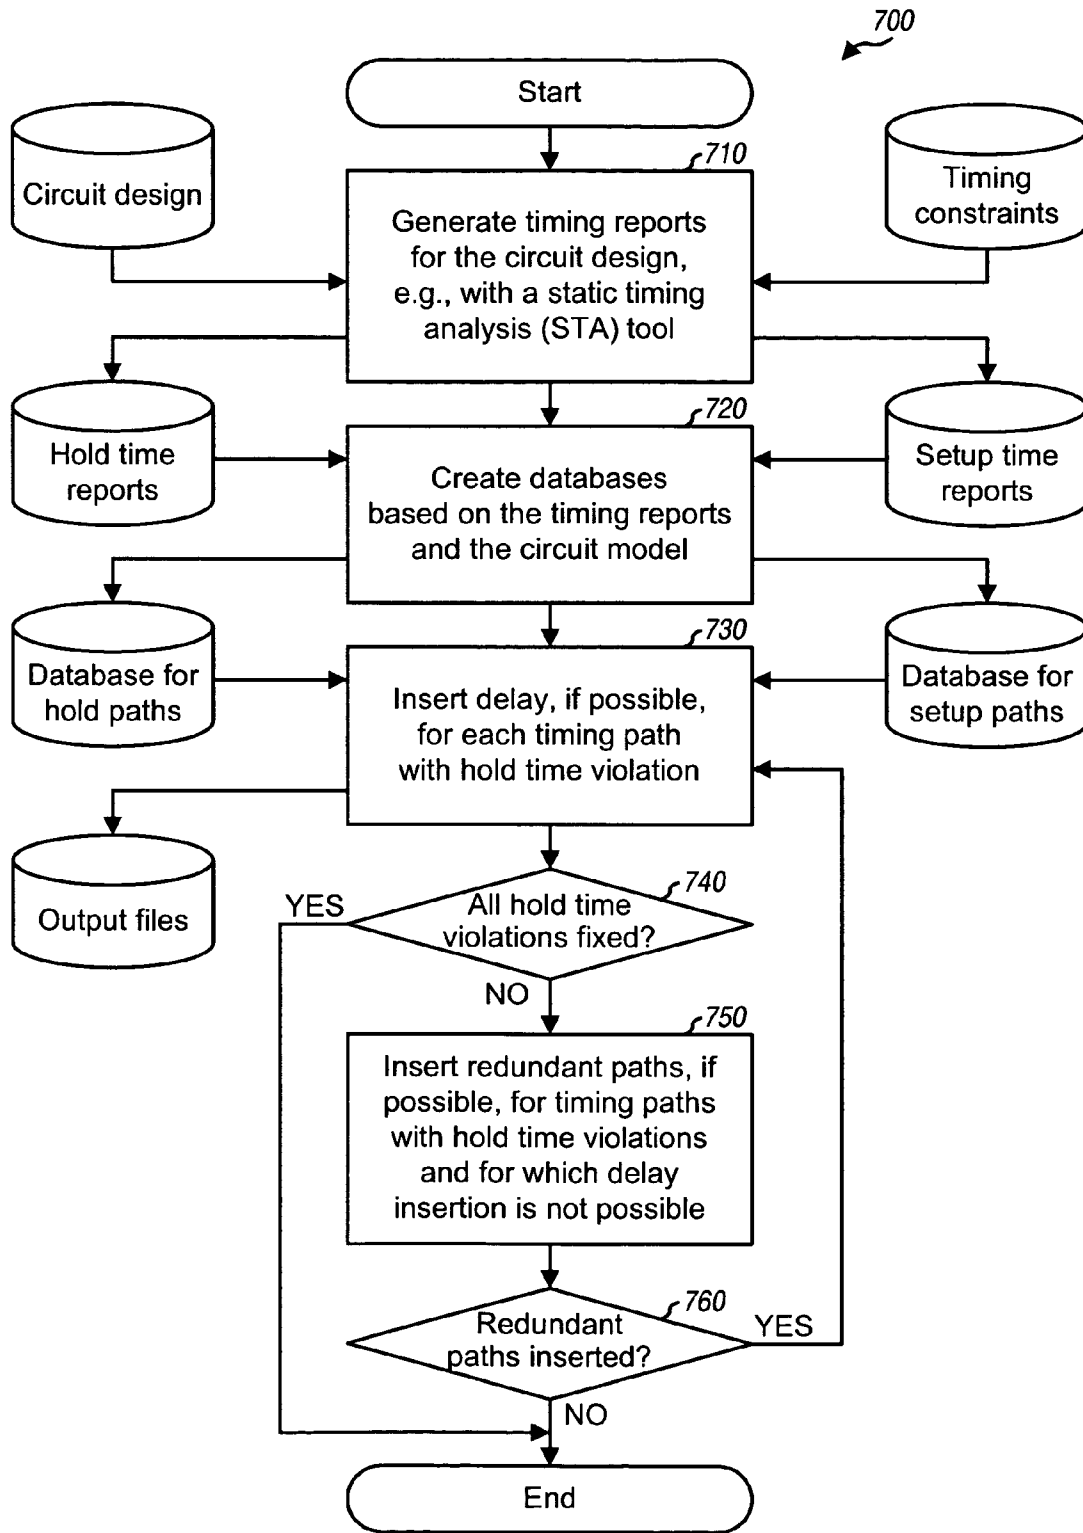 700
Start
Circuit design
Timing
constraints
710
Generate timing reports
for the circuit design,
e.g., with a static timing
analysis (STA) tool
Hold time
reports
720
Create databases
based on the timing reports
and the circuit model
Setup time
reports
Database for
hold paths
730
Insert delay, if possible,
for each timing path
with hold time violation
Database for
setup paths
Output files
740
All hold time
violations fixed?
YES
NO
750
Insert redundant paths, if
possible, for timing paths
with hold time violations
and for which delay
insertion is not possible
760
Redundant
paths inserted?
YES
NO
End